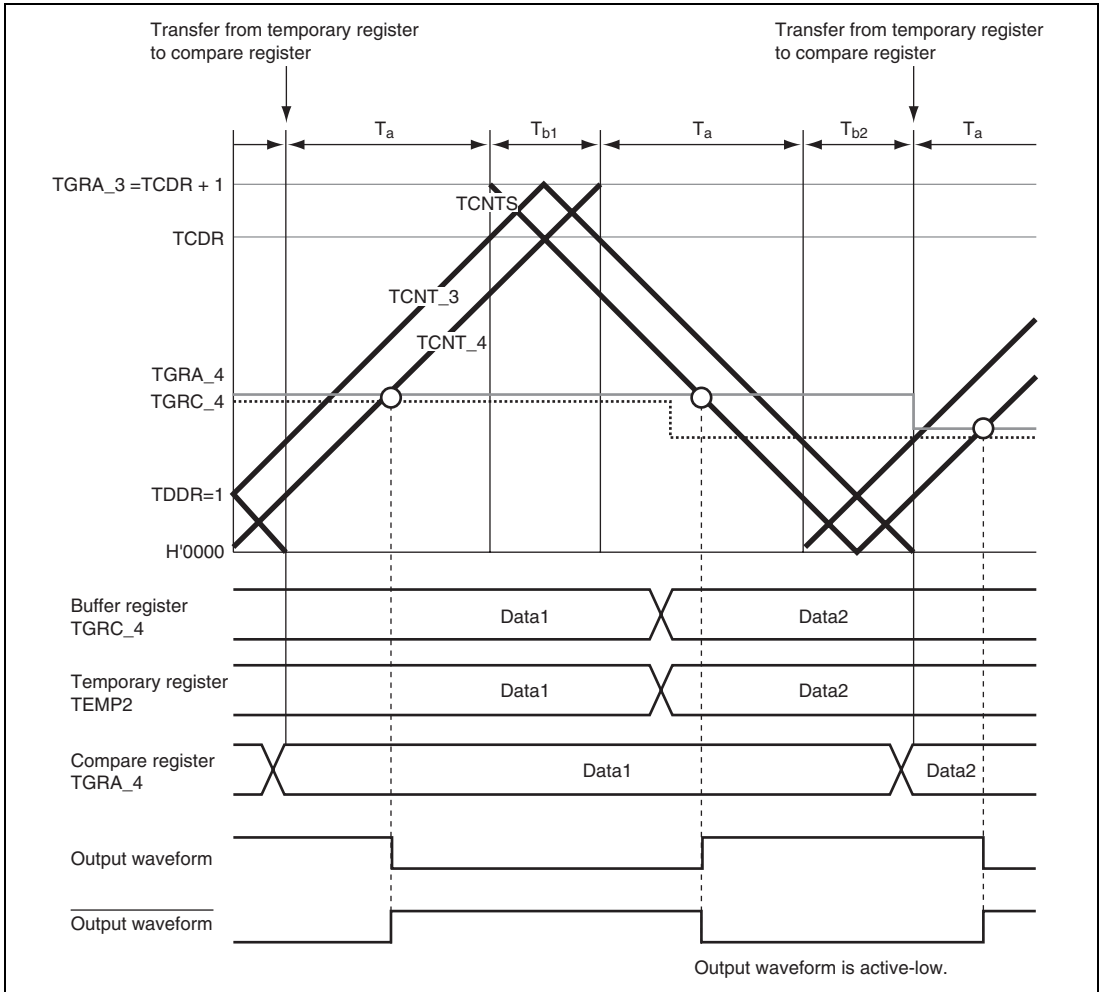 Transfer from temporary register
to compare register
Transfer from temporary register
to compare register
Ta
Tb1
Ta
Tb2
Ta
TGRA_3 =TCDR + 1
TCNTS
TCDR
TCNT_3
TCNT_4
TGRA_4
TGRC_4
TDDR=1
H'0000
Buffer register
TGRC_4
Data1
Data2
Temporary register
TEMP2
Data1
Data2
Compare register
TGRA_4
Data1
Data2
Output waveform
Output waveform
Output waveform is active-low.